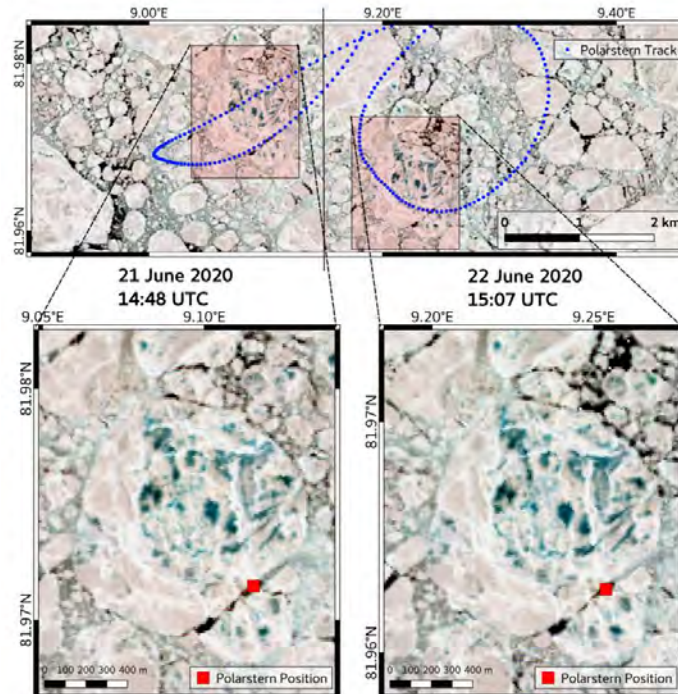 9.00°E 9.20°E 9.40°E
81.98°N
Polarstern Track
81.96°N
0 1 2 km
21 June 2020
14:48 UTC
22 June 2020
15:07 UTC
9.05°E 9.10°E
81.98°N
81.97°N
0 100 200 300 400 m
Polarstern Position
9.20°E 9.25°E
81.97°N
81.96°N
0 100 200 300 400 m
Polarstern Position